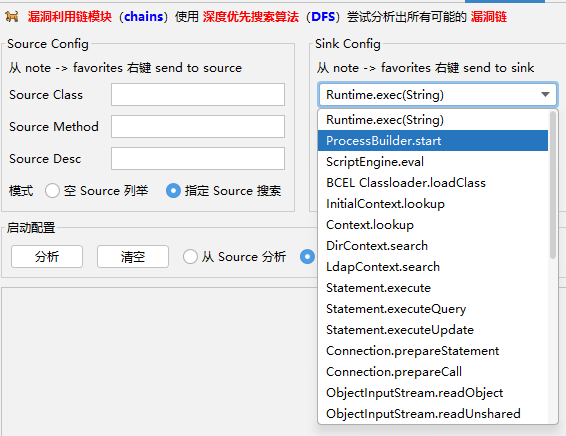 漏洞利用链模块（chains）使用 深度优先搜索算法（DFS）尝试分析出所有可能的 漏洞链
Source Config
从 note -> favorites 右键 send to source
Source Class
Source Method
Source Desc
模式 空 Source 列举 指定 Source 搜索
Sink Config
从 note -> favorites 右键 send to sink
Runtime.exec(String)
Runtime.exec(String)
ProcessBuilder.start
ScriptEngine.eval
BCEL Classloader.loadClass
InitialContext.lookup
Context.lookup
DirContext.search
LdapContext.search
Statement.execute
Statement.executeQuery
Statement.executeUpdate
Connection.prepareStatement
Connection.prepareCall
ObjectInputStream.readObject
ObjectInputStream.readUnshared
启动配置
分析 清空 从 Source 分析